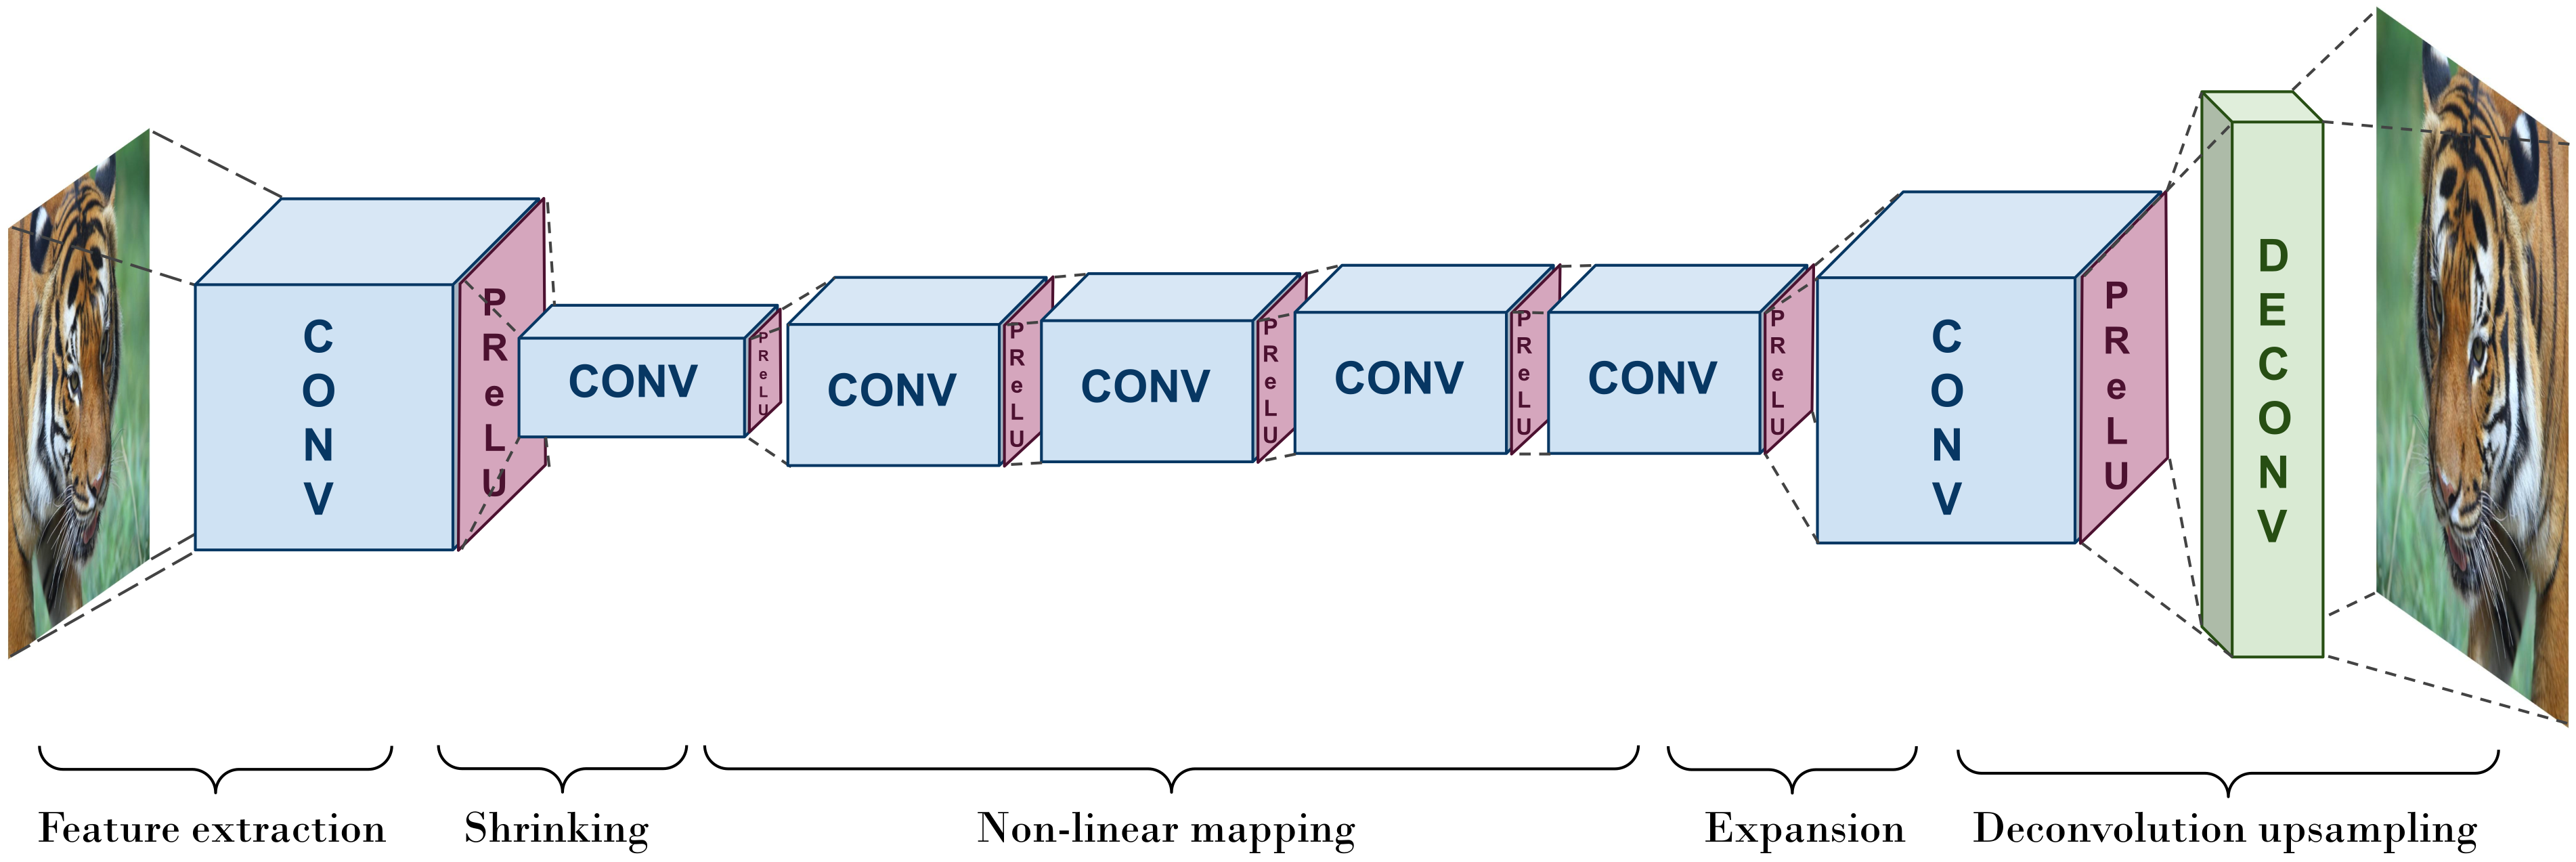 CONV
PReLU
CONV
PReLU
CONV
PReLU
CONV
PReLU
CONV
PReLU
CONV
PReLU
CONV
PReLU
DECONV
Feature extraction
Shrinking
Non-linear mapping
Expansion
Deconvolution upsampling